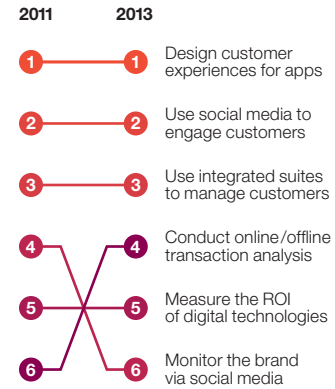 2011 2013
1 1 Design customer
experiences for apps
2 2 Use social media to
engage customers
3 3 Use integrated suites
to manage customers
4 4 Conduct online/offline
transaction analysis
5 5 Measure the ROI
of digital technologies
6 6 Monitor the brand
via social media